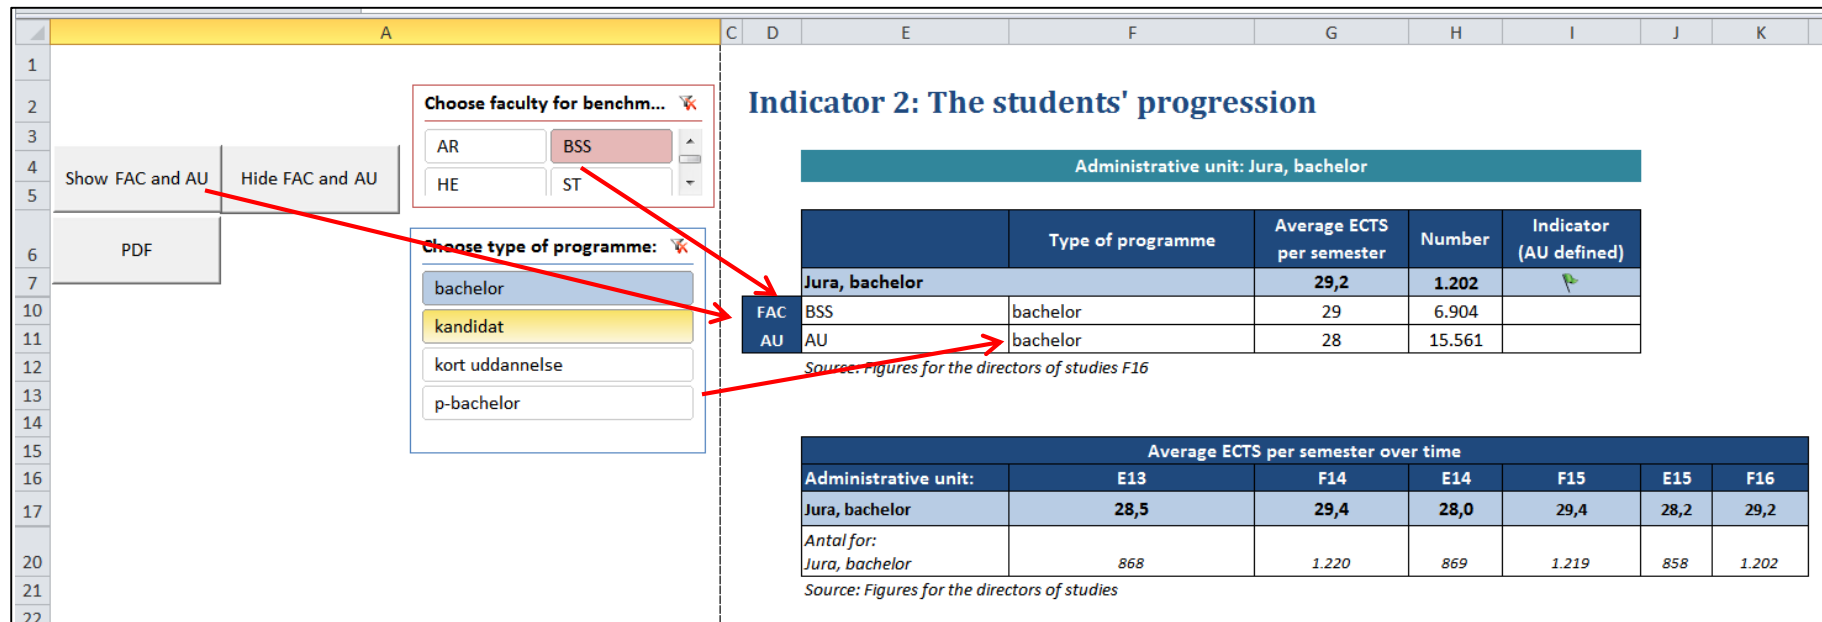 A C D E F G H I J K
1
2 Choose faculty for benchm... Indicator 2: The students' progression
3 AR BSS
4 Show FAC and AU Hide FAC and AU Administrative unit: Jura, bachelor
5 HE ST
Type of programme Average ECTS per semester Number Indicator (AU defined)
6 PDF Choose type of programme:
7 bachelor Jura, bachelor 29,2 1.202
10 FAC BSS bachelor 29 6.904
kandidat
11 AU AU bachelor 28 15.561
12 kort uddannelse Source: Figures for the directors of studies F16
13 p-bachelor
14
15 Average ECTS per semester over time
16 Administrative unit: E13 F14 E14 F15 E15 F16
17 Jura, bachelor 28,5 29,4 28,0 29,4 28,2 29,2
Antal for:
20 Jura, bachelor 868 1.220 869 1.219 858 1.202
21 Source: Figures for the directors of studies
22